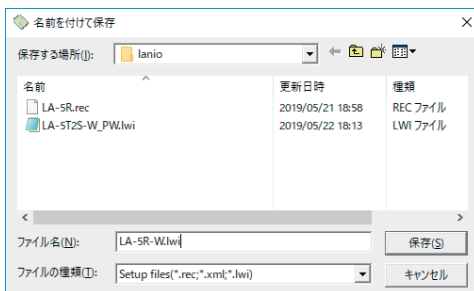 名前を付けて保存
保存する場所(I): lanio
名前 更新日時 種類
LA-5R.rec 2019/05/21 18:58 REC ファイル
LA-5T2S-W_PW.lwi 2019/05/22 18:13 LWI ファイル
ファイル名(N): LA-5R-W.lwi 保存(S)
ファイルの種類(T): Setup files(*.rec;*.xml;*.lwi) キャンセル